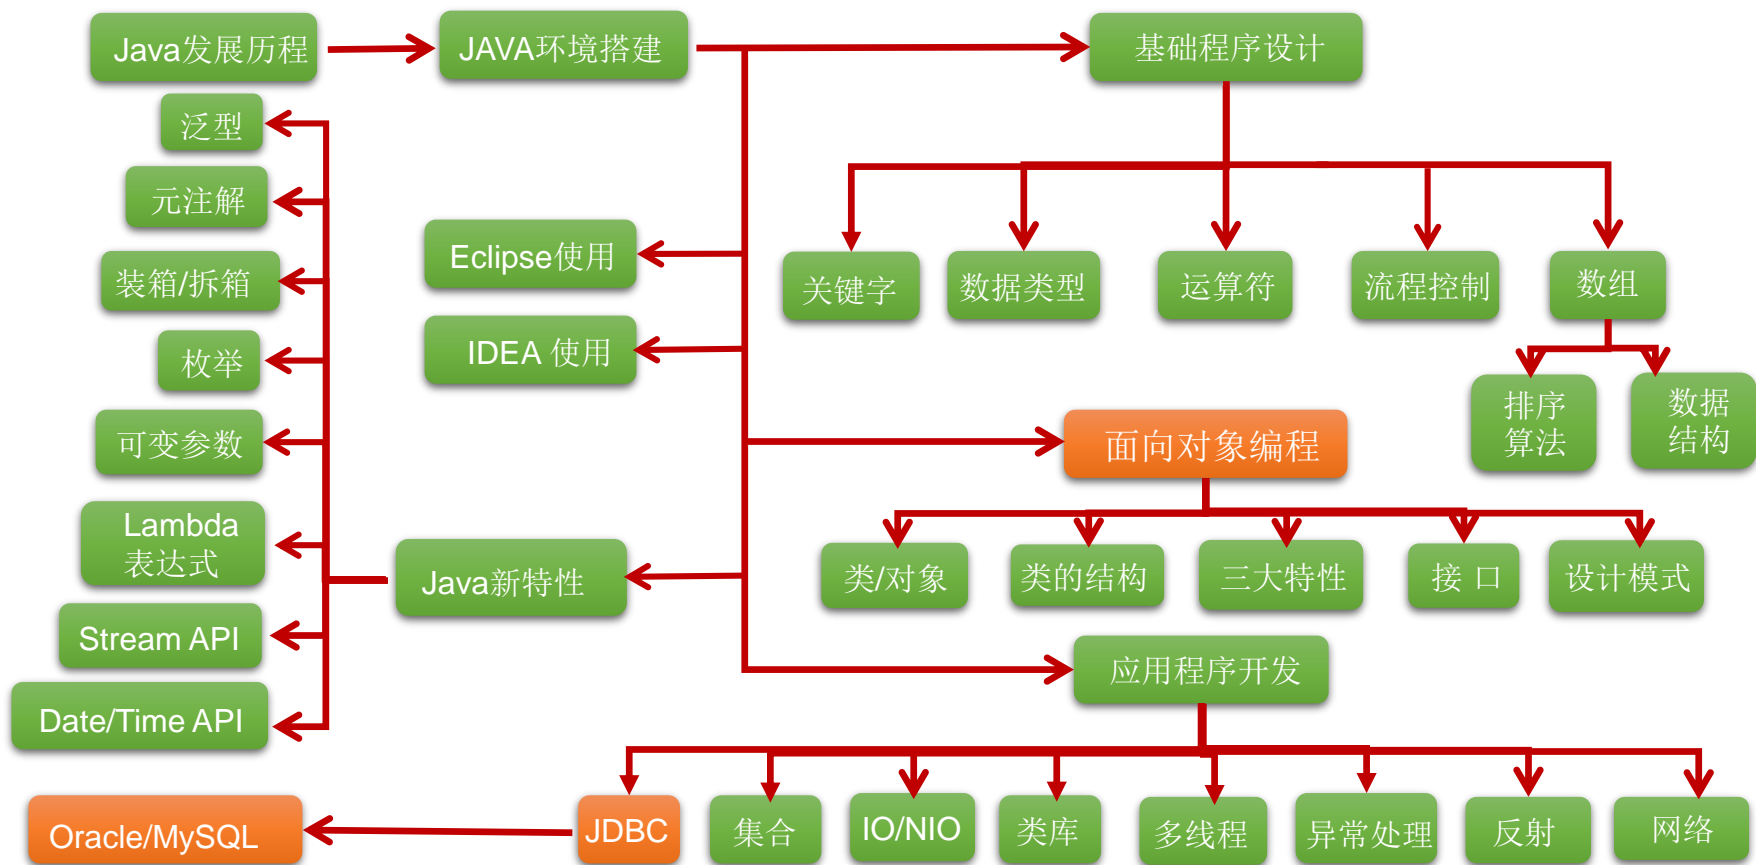 Java发展历程
JAVA环境搭建
基础程序设计
泛型
元注解
装箱/拆箱
枚举
可变参数
Lambda
表达式
Stream API
Date/Time API
Eclipse使用
IDEA 使用
Java新特性
关键字
数据类型
运算符
流程控制
数组
排序
算法
数据
结构
面向对象编程
类/对象
类的结构
三大特性
接 口
设计模式
应用程序开发
Oracle/MySQL
JDBC
集合
IO/NIO
类库
多线程
异常处理
反射
网络